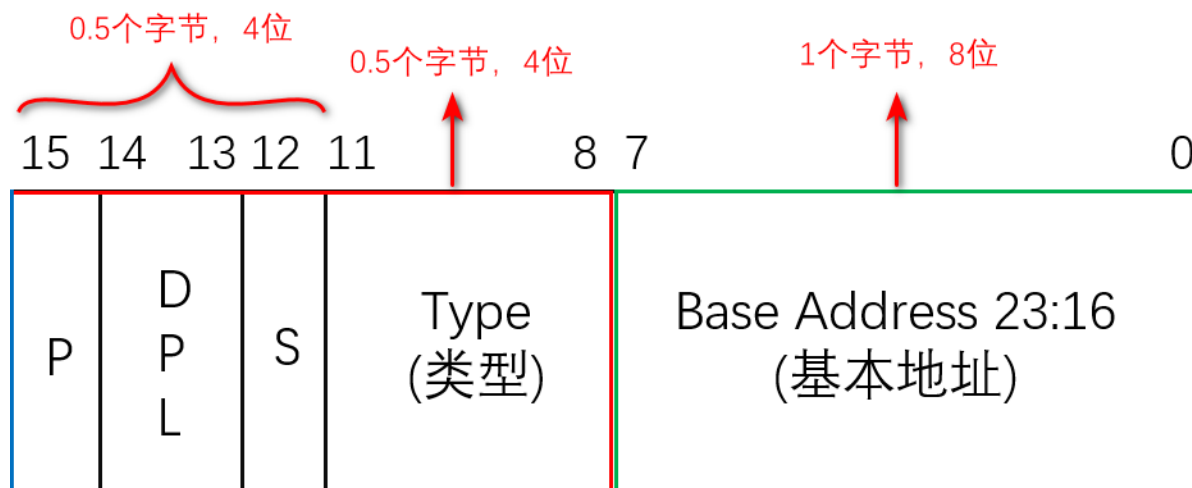 0.5个字节，4位
0.5个字节，4位
1个字节，8位
15 14 13 12 11 8 7 0
P
D
P
L
S
Type
(类型)
Base Address 23:16
(基本地址)